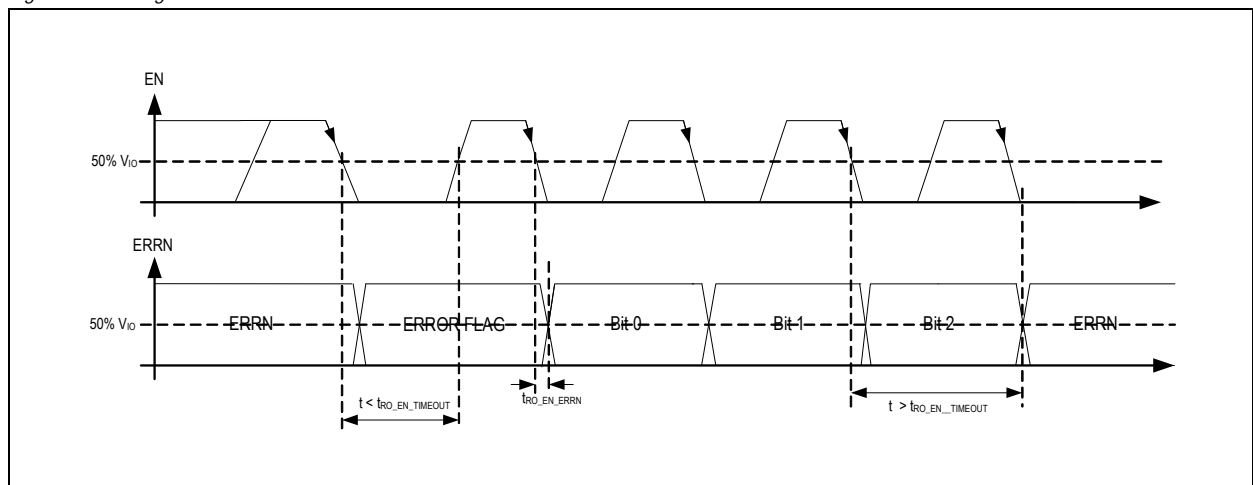 EN
50% VIO
ERRN
50% VIO
ERRN ERROR FLAG Bit 0 Bit 1 Bit 2 ERRN
t < tRO_EN_TIMEOUT
tRO_EN_ERRN
t > tRO_EN__TIMEOUT